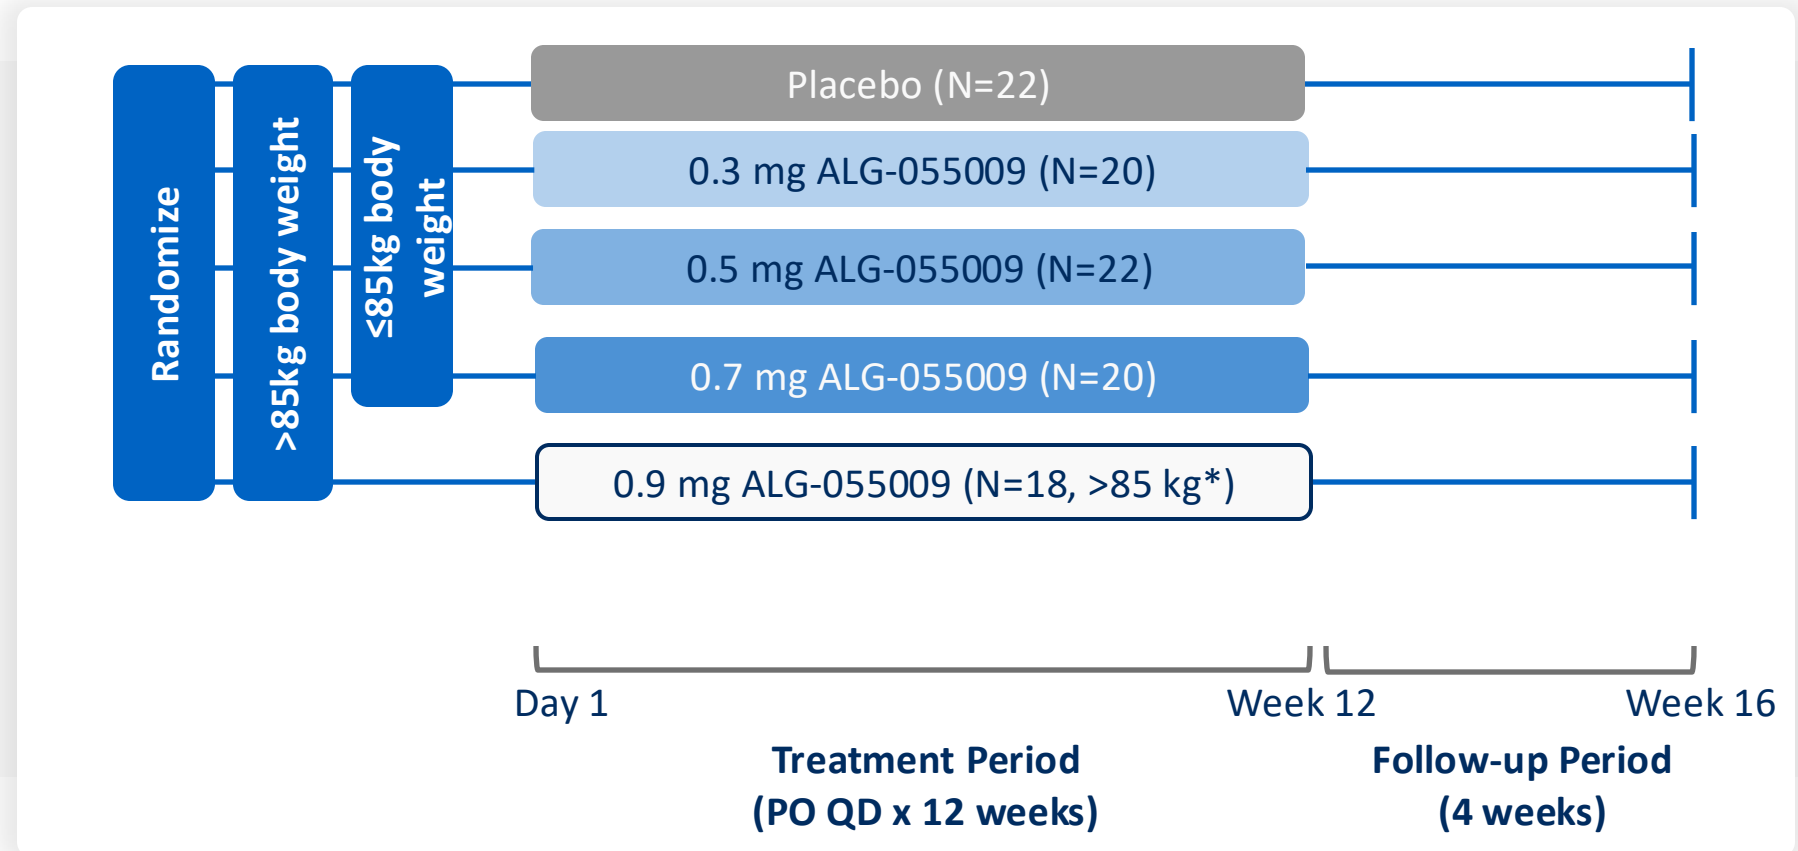 Randomize
>85kg body weight
≤85kg body
weight
Placebo (N=22)
0.3 mg ALG-055009 (N=20)
0.5 mg ALG-055009 (N=22)
0.7 mg ALG-055009 (N=20)
0.9 mg ALG-055009 (N=18, >85 kg*)
Day 1
Week 12
Week 16
Treatment Period
(PO QD x 12 weeks)
Follow-up Period
(4 weeks)